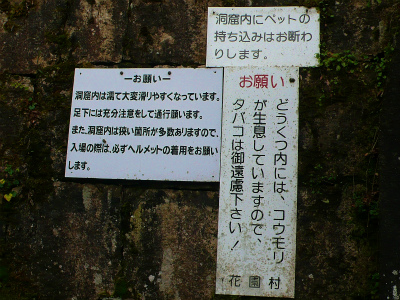 洞窟内にペットの
持ち込みはお断わ
りします。
ーお願いー
洞窟内は濡て大変滑りやすくなっています。
足下には充分注意をして通行願います。
また、洞窟内は狭い箇所が多数ありますので、
入場の際は、必ずヘルメットの着用をお願い
します。
お願い
どうくつ内には、コウモリ
が生息していますので、
タバコは御遠慮下さい！
花園村